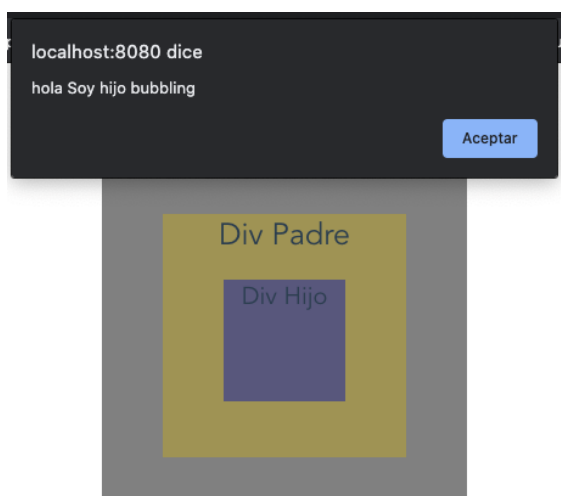 localhost:8080 dice
hola Soy hijo bubbling
Aceptar
Div Padre
Div Hijo